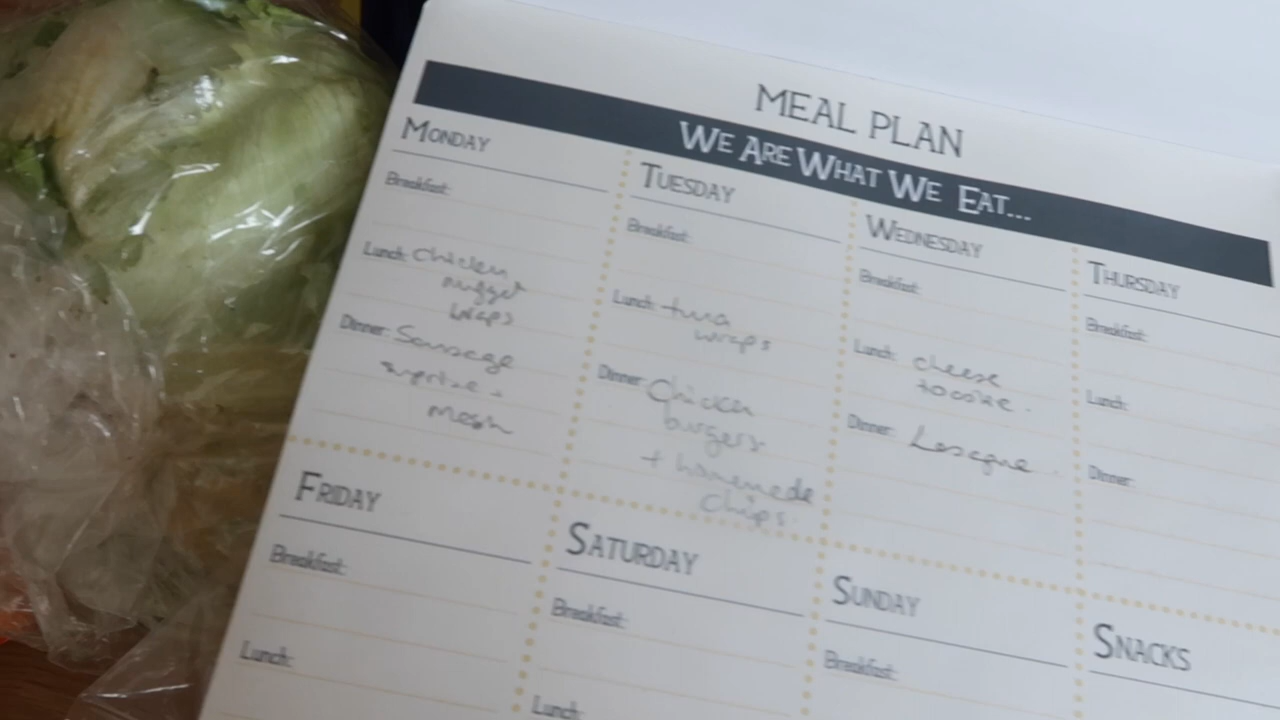 MEAL PLAN
WE ARE WHAT WE EAT...
MONDAY
Breakfast:
Lunch: Chicken
nugget
wraps
Dinner: Sausage
surprise +
mash
TUESDAY
Breakfast:
Lunch: tuna
wraps
Dinner: Chicken
burgers
+ homemade
Chips.
WEDNESDAY
Breakfast:
Lunch: cheese
Dinner: Lasagne
THURSDAY
Breakfast:
Lunch:
Dinner:
FRIDAY
Breakfast:
Lunch:
SATURDAY
Breakfast:
Lunch:
SUNDAY
Breakfast:
SNACKS